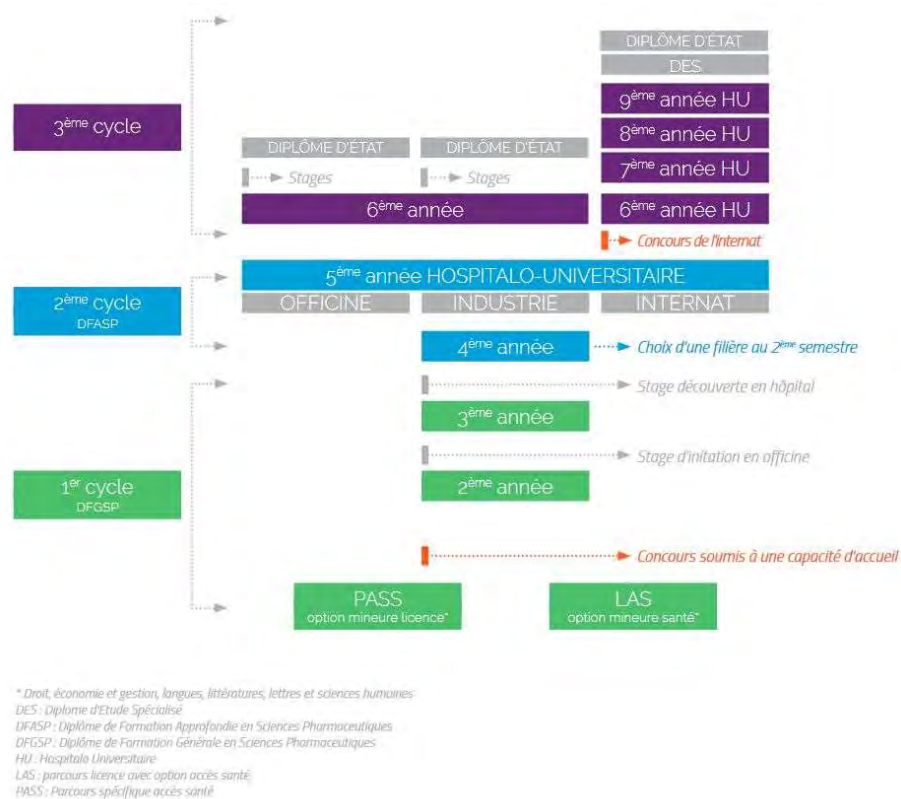 DIPLÔME D'ÉTAT
DES
9ème année HU
3ème cycle
8ème année HU
DIPLÔME D'ÉTAT
DIPLÔME D'ÉTAT
7ème année HU
Stages
Stages
6ème année
6ème année HU
Concours de l'internat
5ème année HOSPITALO-UNIVERSITAIRE
2ème cycle
DFASP
OFFICINE
INDUSTRIE
INTERNAT
4ème année
Choix d'une filière au 2ème semestre
Stage découverte en hôpital
3ème année
Stage d'initation en officine
1er cycle
DFGSP
2ème année
Concours soumis à une capacité d'accueil
PASS
option mineure licence*
LAS
option mineure santé*
* Droit, économie et gestion, langues, littératures, lettres et sciences humaines
DES : Diplome d'Etude Spécialisé
DFASP : Diplôme de Formation Approfondie en Sciences Pharmaceutiques
DFGSP : Diplôme de Formation Générale en Sciences Pharmaceutiques
HU : Hospitalo Universitaire
LAS : parcours licence avec option accès santé
PASS : Parcours spécifique accès santé